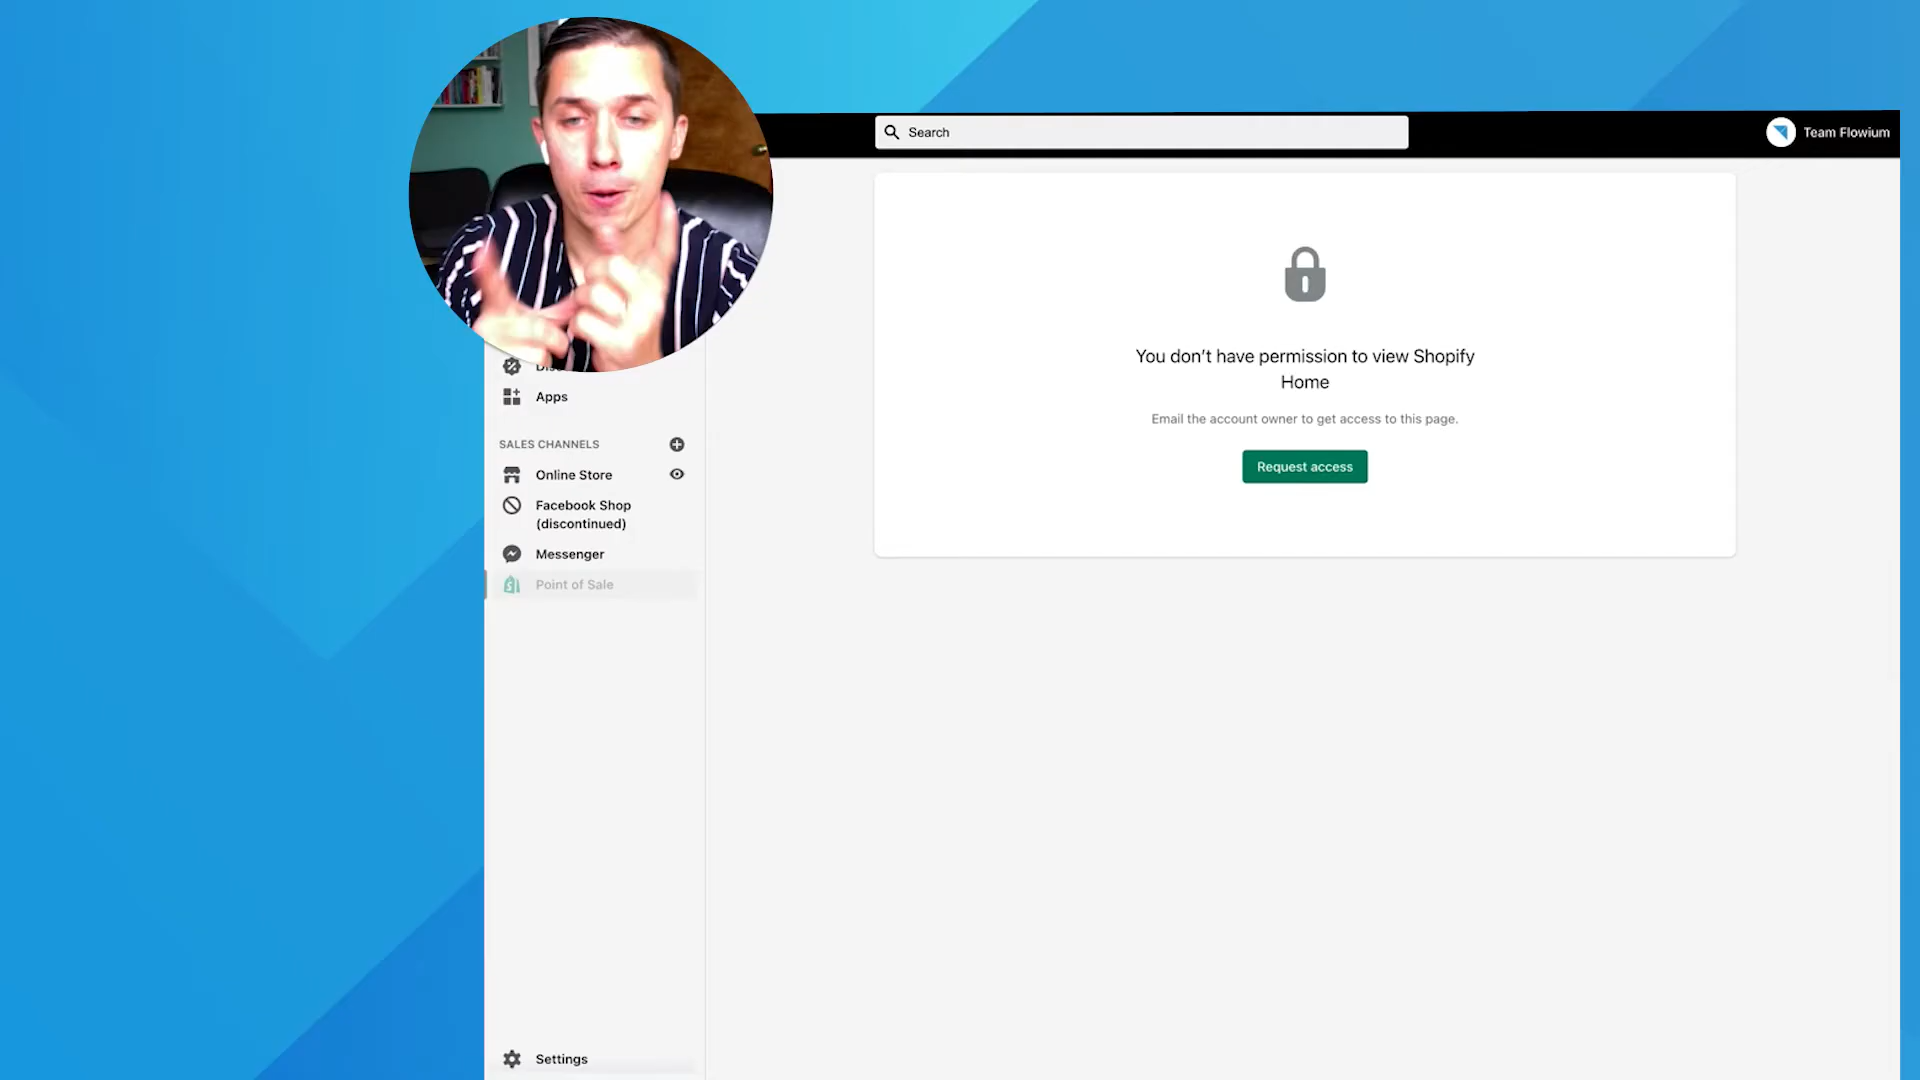 Search
Team Flowium
You don’t have permission to view Shopify
Home
Email the account owner to get access to this page.
Request access
Apps
SALES CHANNELS
Online Store
Facebook Shop
(discontinued)
Messenger
Point of Sale
Settings